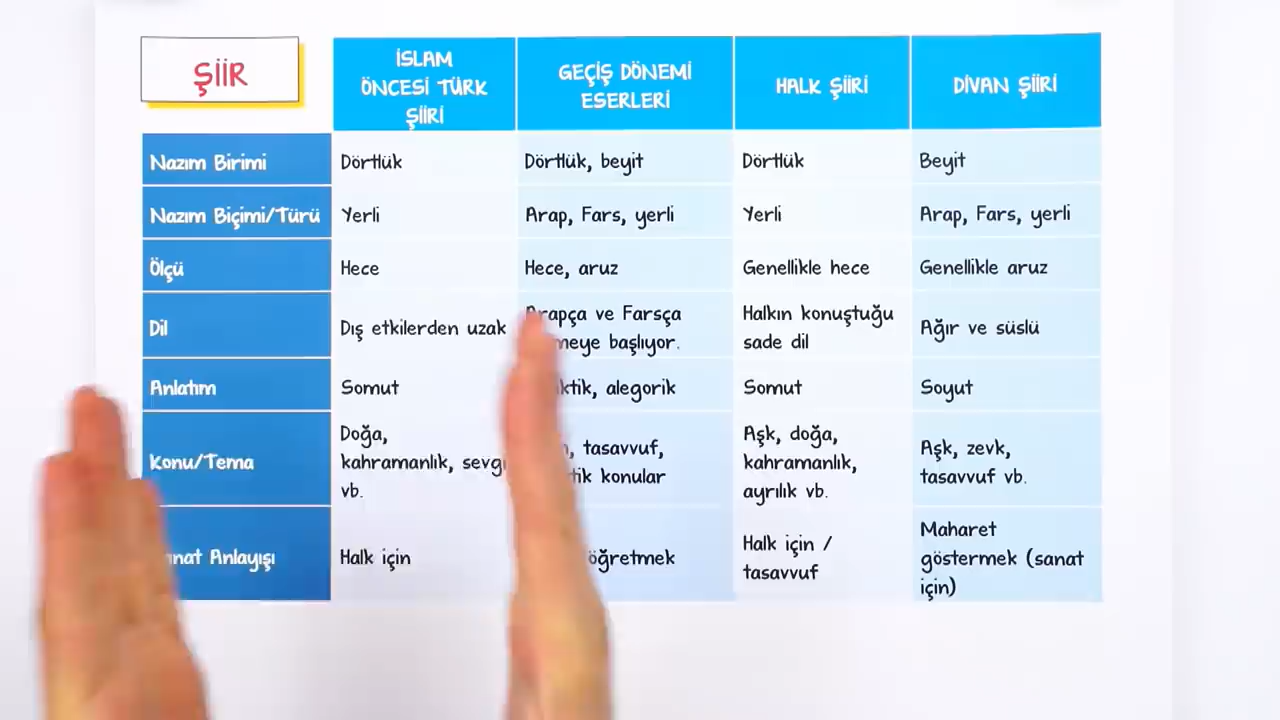 ŞİİR
İSLAM
ÖNCESİ TÜRK
ŞİİRİ
GEÇİŞ DÖNEMİ
ESERLERİ
HALK ŞİİRİ
DİVAN ŞİİRİ
Nazım Birimi
Dörtlük
Dörtlük, beyit
Dörtlük
Beyit
Nazım Biçimi/Türü
Yerli
Arap, Fars, yerli
Yerli
Arap, Fars, yerli
Ölçü
Hece
Hece, aruz
Genellikle hece
Genellikle aruz
Dil
Dış etkilerden uzak
Arapça ve Farsça
başlıyor.
Halkın konuştuğu
sade dil
Ağır ve süslü
Anlatım
Somut
alegorik
Somut
Soyut
Konu/Tema
Doğa,
kahramanlık,
vb.
tasavvuf,
konular
Aşk, doğa,
kahramanlık,
ayrılık vb.
Aşk, zevk,
tasavvuf vb.
Anlayışı
Halk için
öğretmek
Halk için /
tasavvuf
Maharet
göstermek (sanat
için)